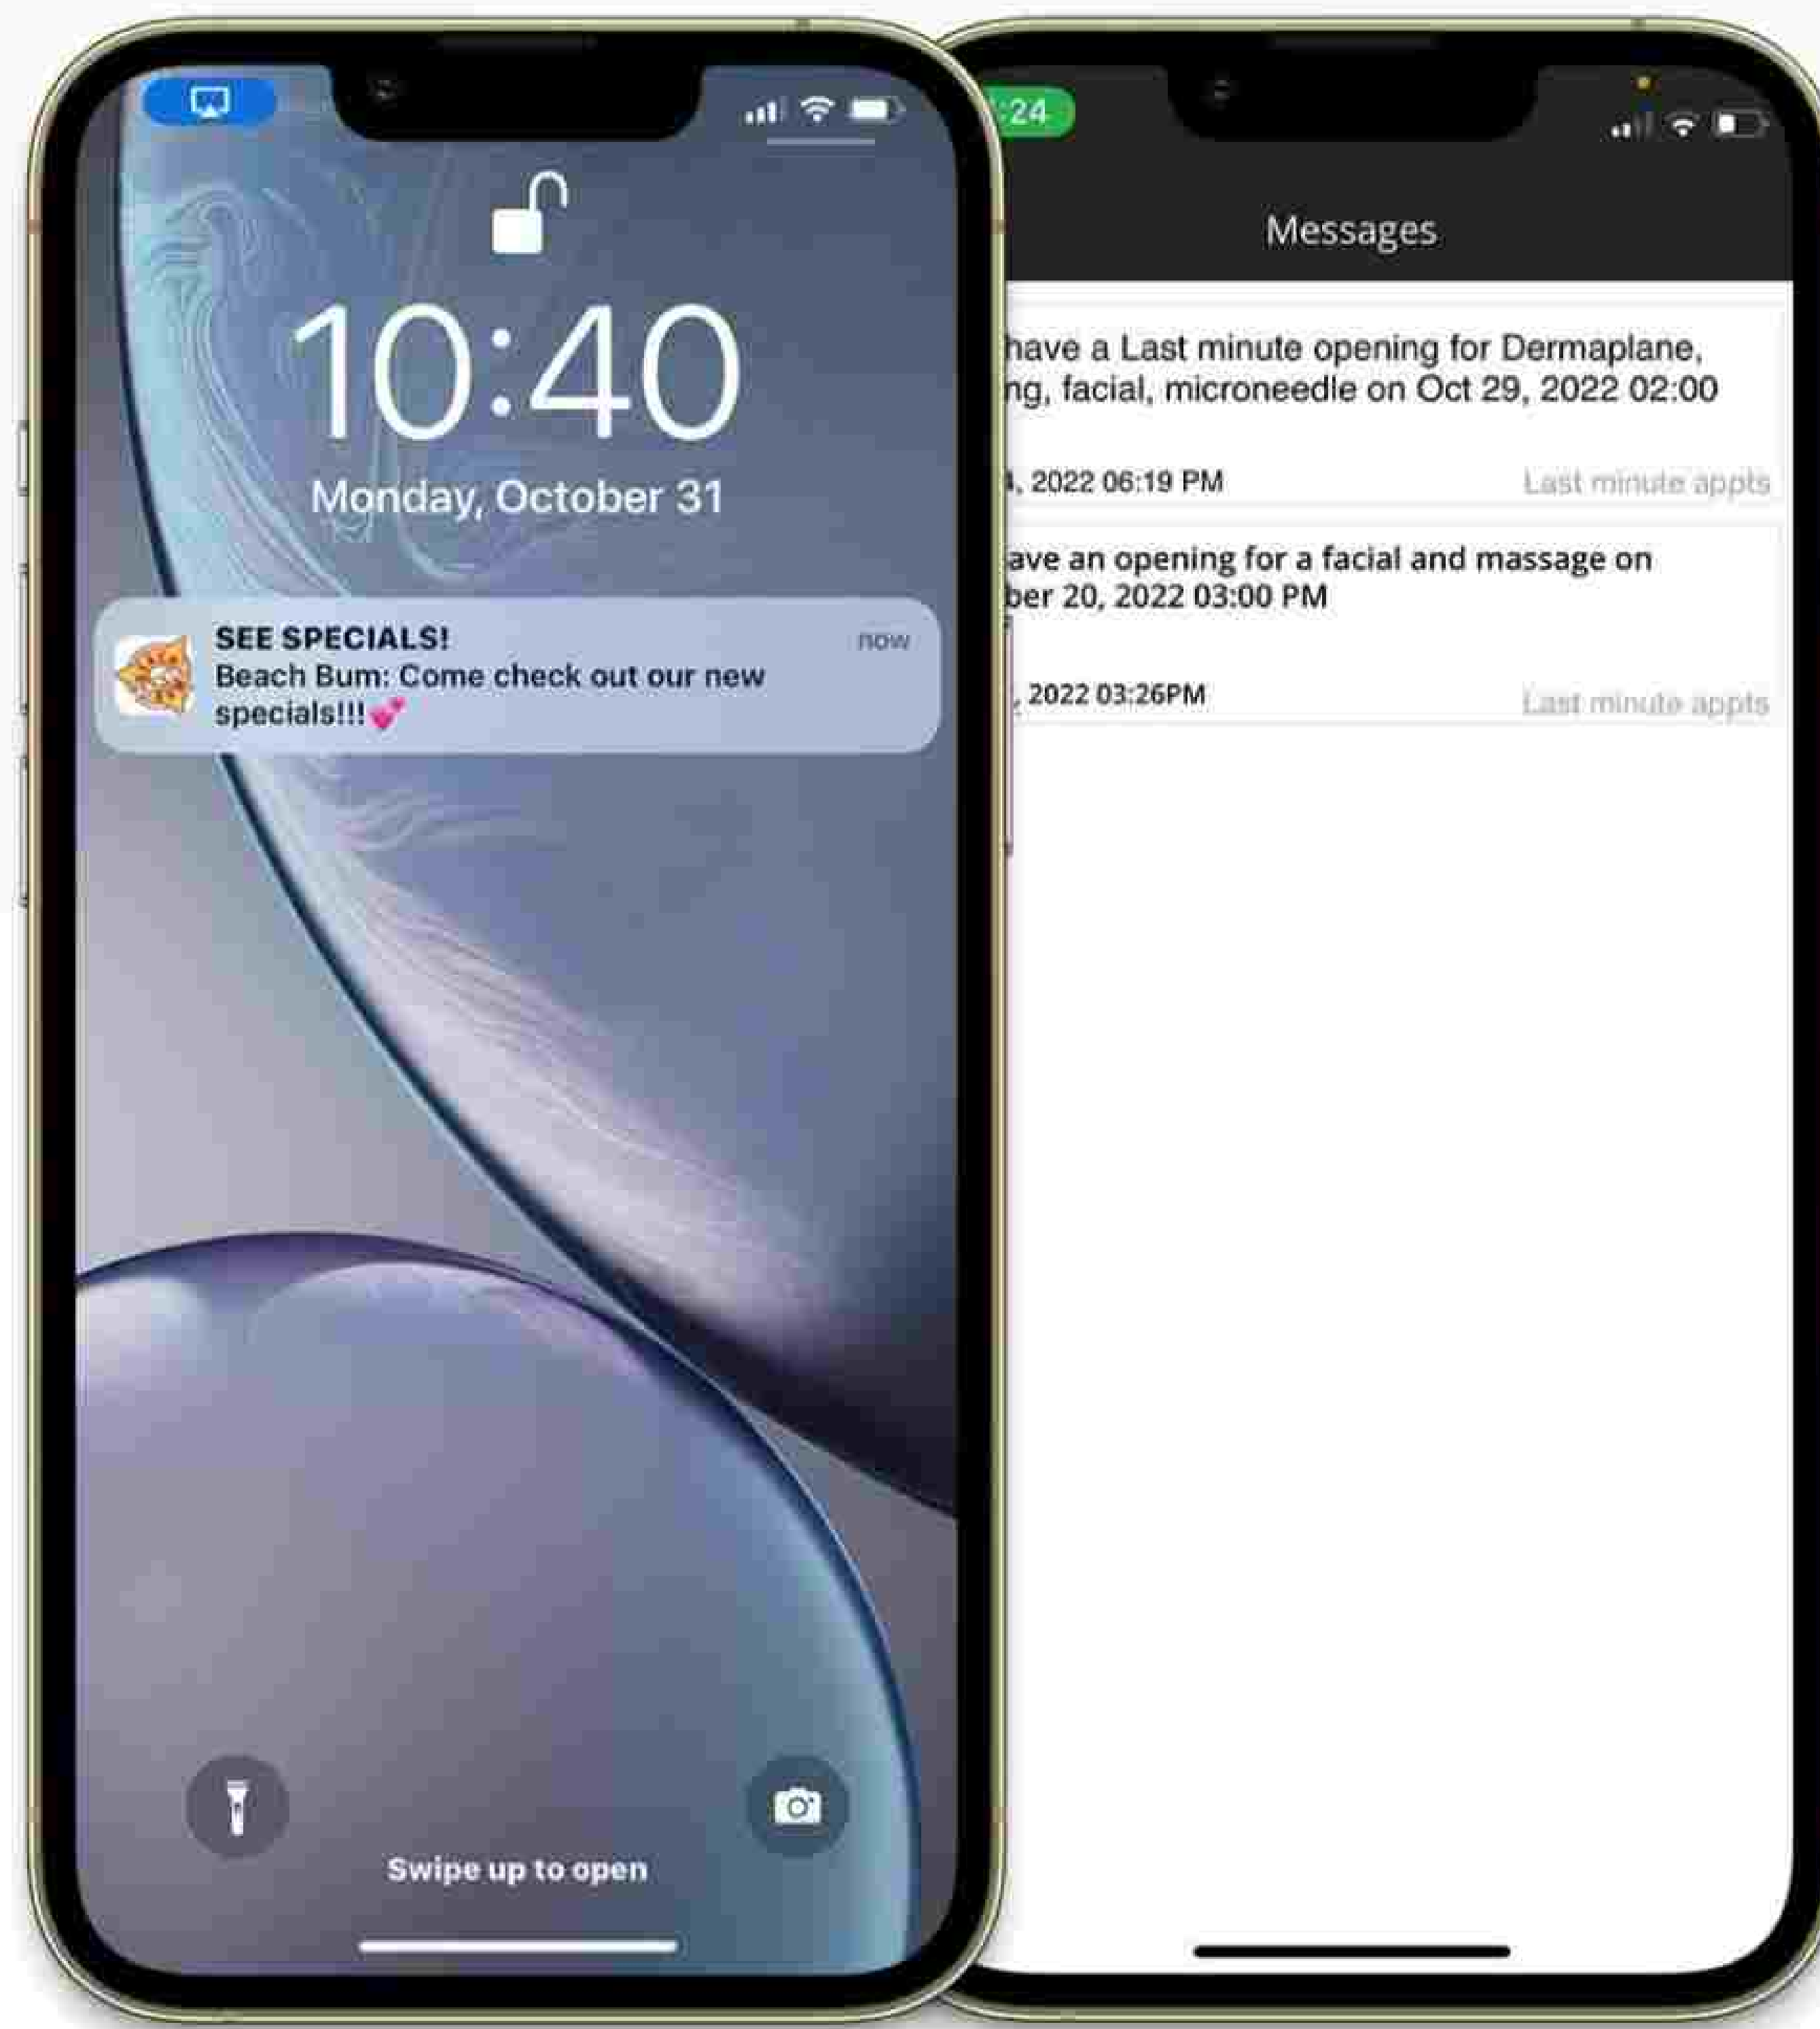 10:40
Monday, October 31
SEE SPECIALS!
now
Beach Bum: Come check out our new
specials!!!💕
Swipe up to open
:24
Messages
have a Last minute opening for Dermaplane,
ng, facial, microneedle on Oct 29, 2022 02:00
, 2022 06:19 PM
Last minute appts
ave an opening for a facial and massage on
ber 20, 2022 03:00 PM
, 2022 03:26PM
Last minute appts